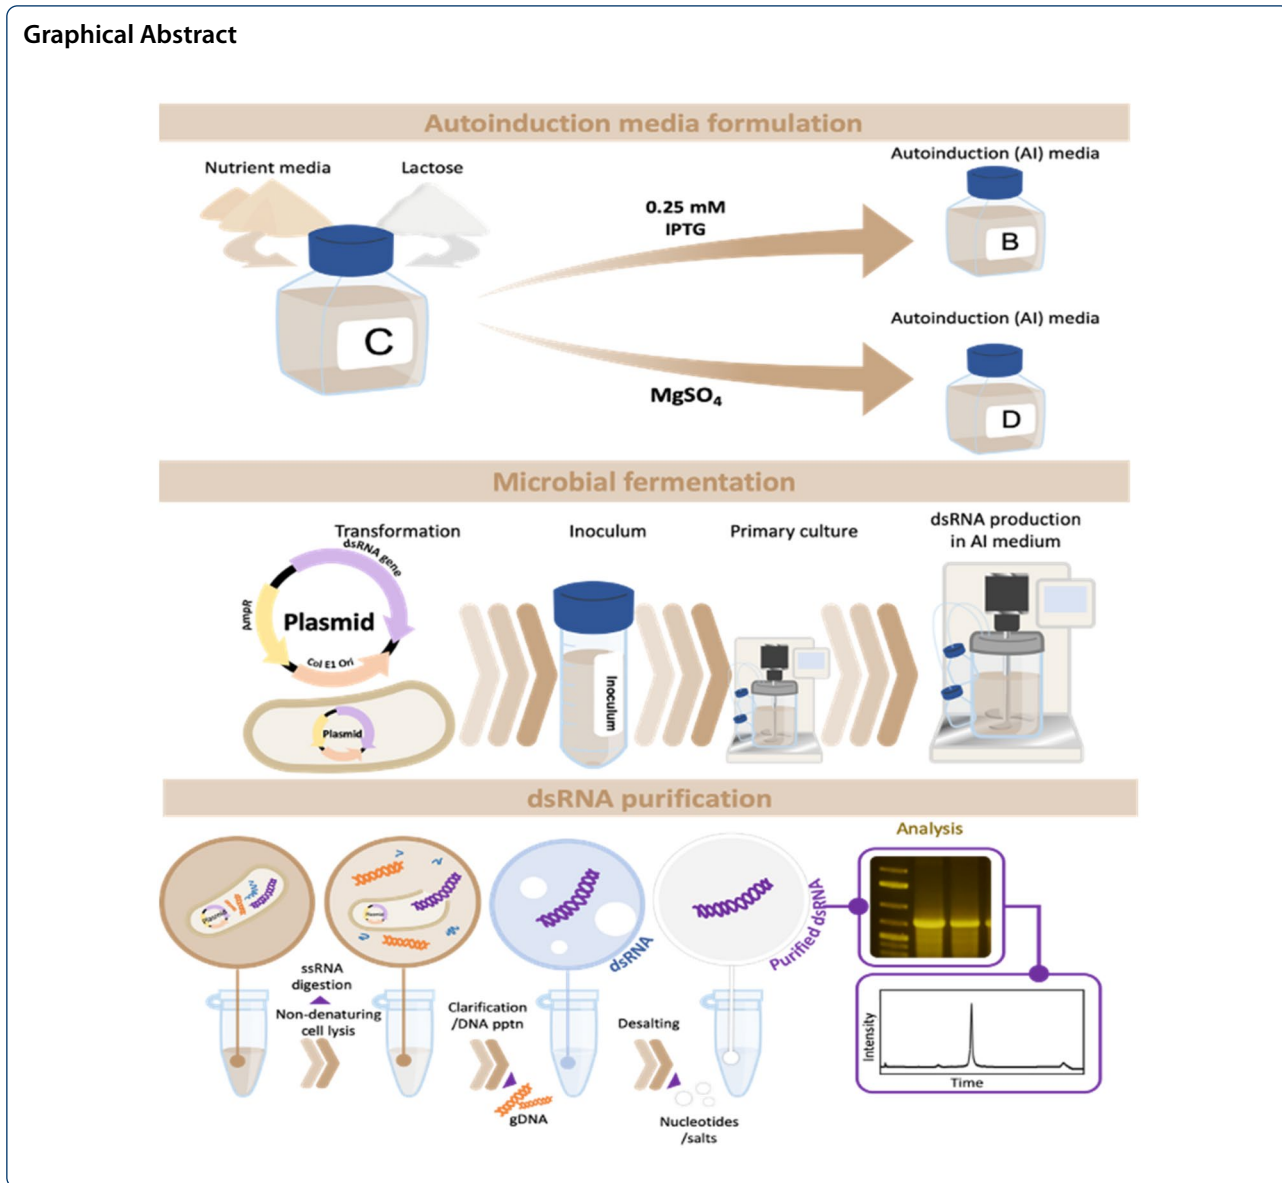 Graphical Abstract
Autoinduction media formulation
Nutrient media
Lactose
C
0.25 mM
IPTG
MgSO₄
Autoinduction (AI) media
B
Autoinduction (AI) media
D
Microbial fermentation
Transformation
dsRNA gene
AmpR
Plasmid
Col E1 Ori
Plasmid
Inoculum
Inoculum
Primary culture
dsRNA production
in AI medium
dsRNA purification
Plasmid
ssRNA
digestion
Non-denaturing
cell lysis
Plasmid
Clarification
/DNA pptn
gDNA
dsRNA
Desalting
Nucleotides
/salts
Purified dsRNA
Analysis
Intensity
Time